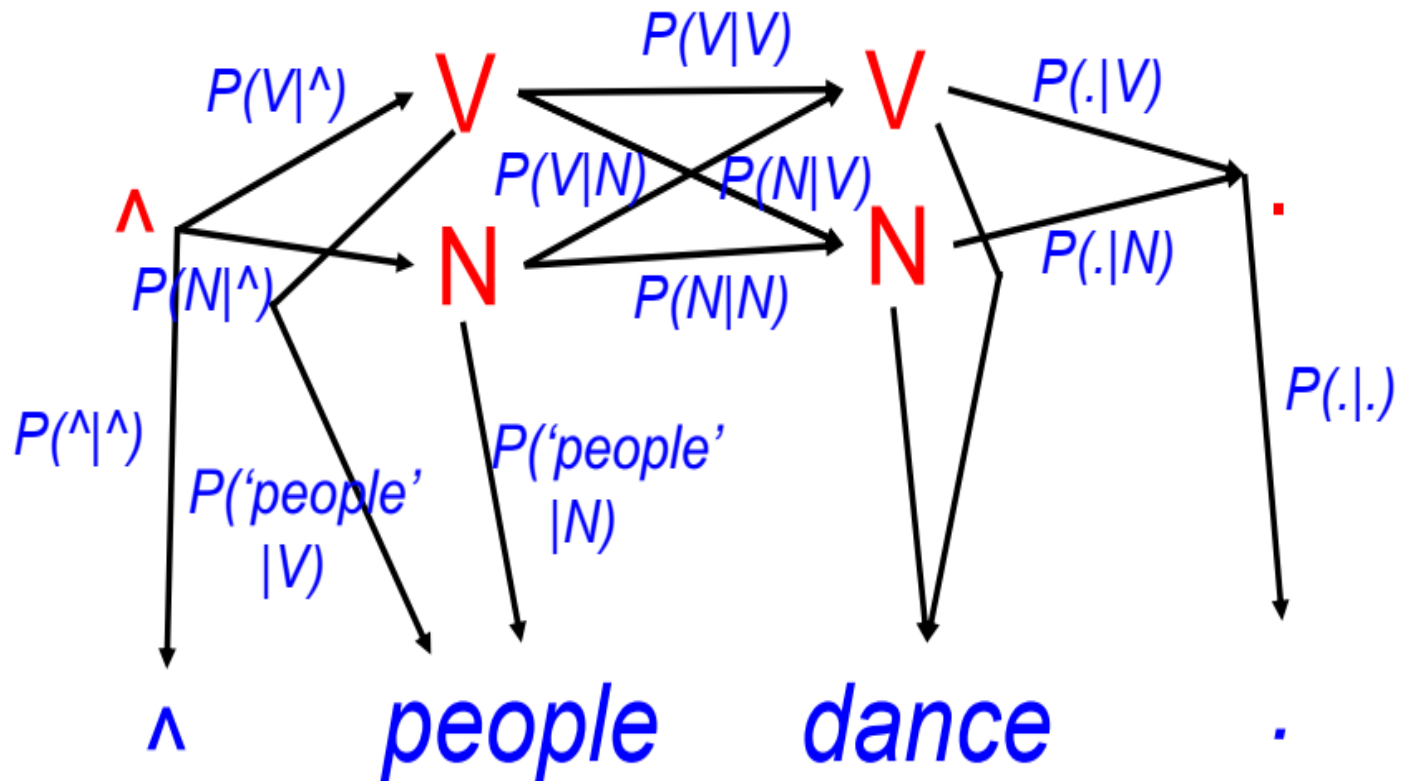 P(V|V)
P(V|^)
V
V
P(.|V)
P(V|N)
P(N|V)
^
N
N
.
P(N|^)
P(N|N)
P(.|N)
P(^|^)
P(‘people’
|V)
P(‘people’
|N)
P(.|.)
^ people dance .